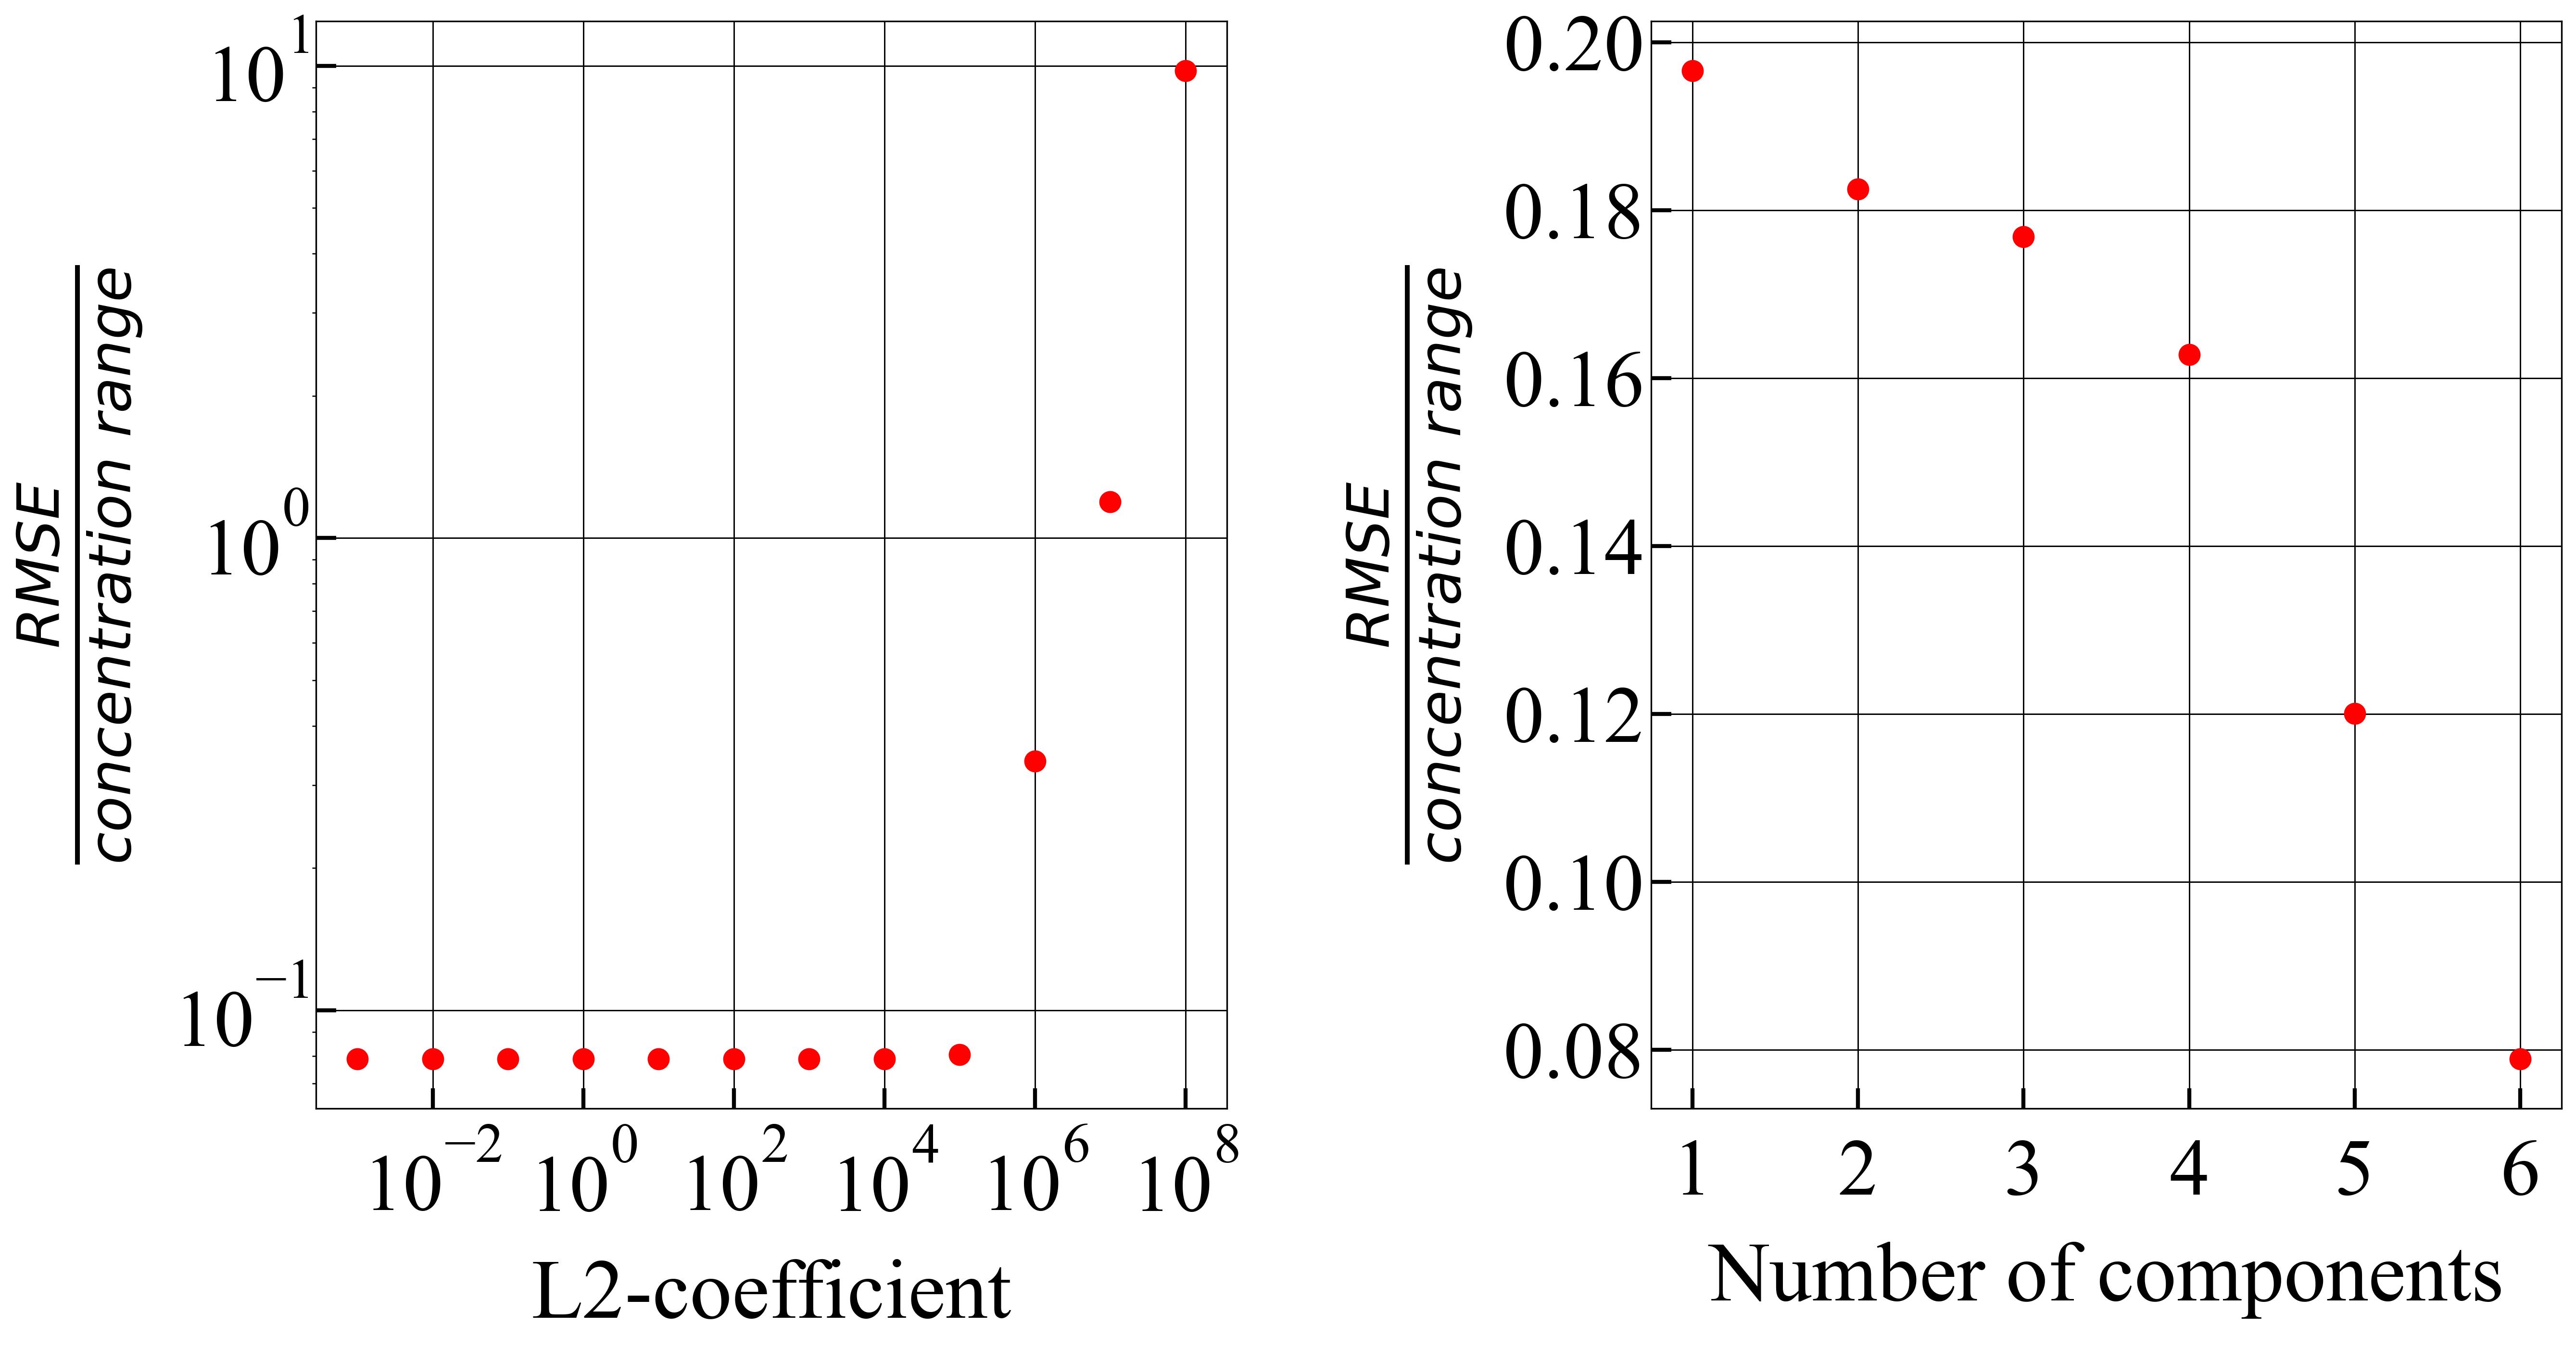 RMSE
concentration range
10^1
10^0
10^−1
10^−2 10^0 10^2 10^4 10^6 10^8
L2-coefficient
RMSE
concentration range
0.20
0.18
0.16
0.14
0.12
0.10
0.08
1 2 3 4 5 6
Number of components